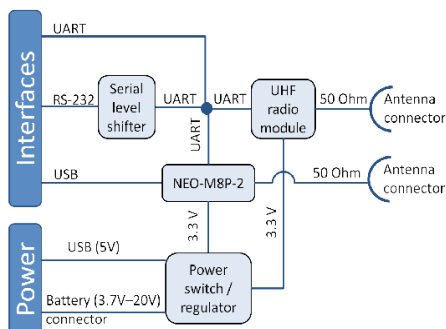 Interfaces
UART
RS-232
Serial
level
shifter
UART
UART
UHF
radio
module
50 Ohm
Antenna
connector
UART
USB
NEO-M8P-2
50 Ohm
Antenna
connector
3.3 V
3.3 V
Power
USB (5V)
Battery (3.7V–20V)
connector
Power
switch /
regulator